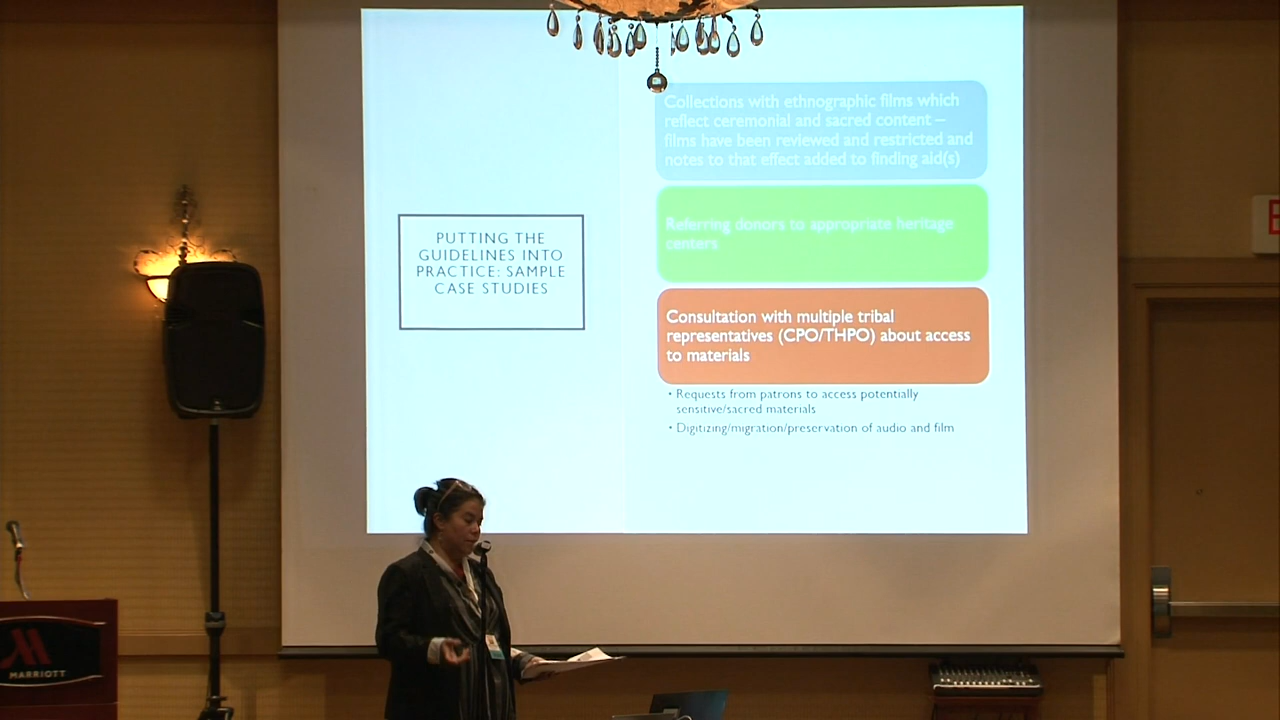 Collections with ethnographic films which
reflect ceremonial and sacred content –
films have been reviewed and restricted and
notes to that effect added to finding aid(s)
Referring donors to appropriate heritage
centers
PUTTING THE
GUIDELINES INTO
PRACTICE: SAMPLE
CASE STUDIES
Consultation with multiple tribal
representatives (CPO/THPO) about access
to materials
• Requests from patrons to access potentially
sensitive/sacred materials
• Digitizing/migration/preservation of audio and film
MARRIOTT